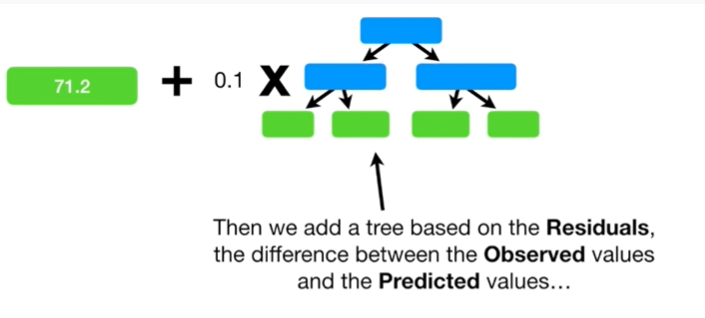 71.2 + 0.1 X
Then we add a tree based on the Residuals,
the difference between the Observed values
and the Predicted values...